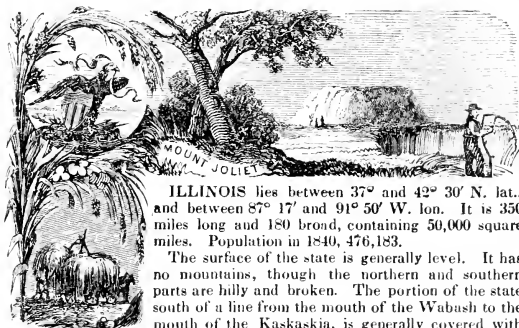 MOUNT JOLIET
ILLINOIS lies between 37° and 42° 30' N. lat.
and between 87° 17' and 91° 50' W. lon. It is 350
miles long and 180 broad, containing 50,000 square
miles. Population in 1840, 476,183.
The surface of the state is generally level. It has
no mountains, though the northern and southern
parts are hilly and broken. The portion of the state
south of a line from the mouth of the Wabash to the
mouth of the Kaskaskia, is generally covered with